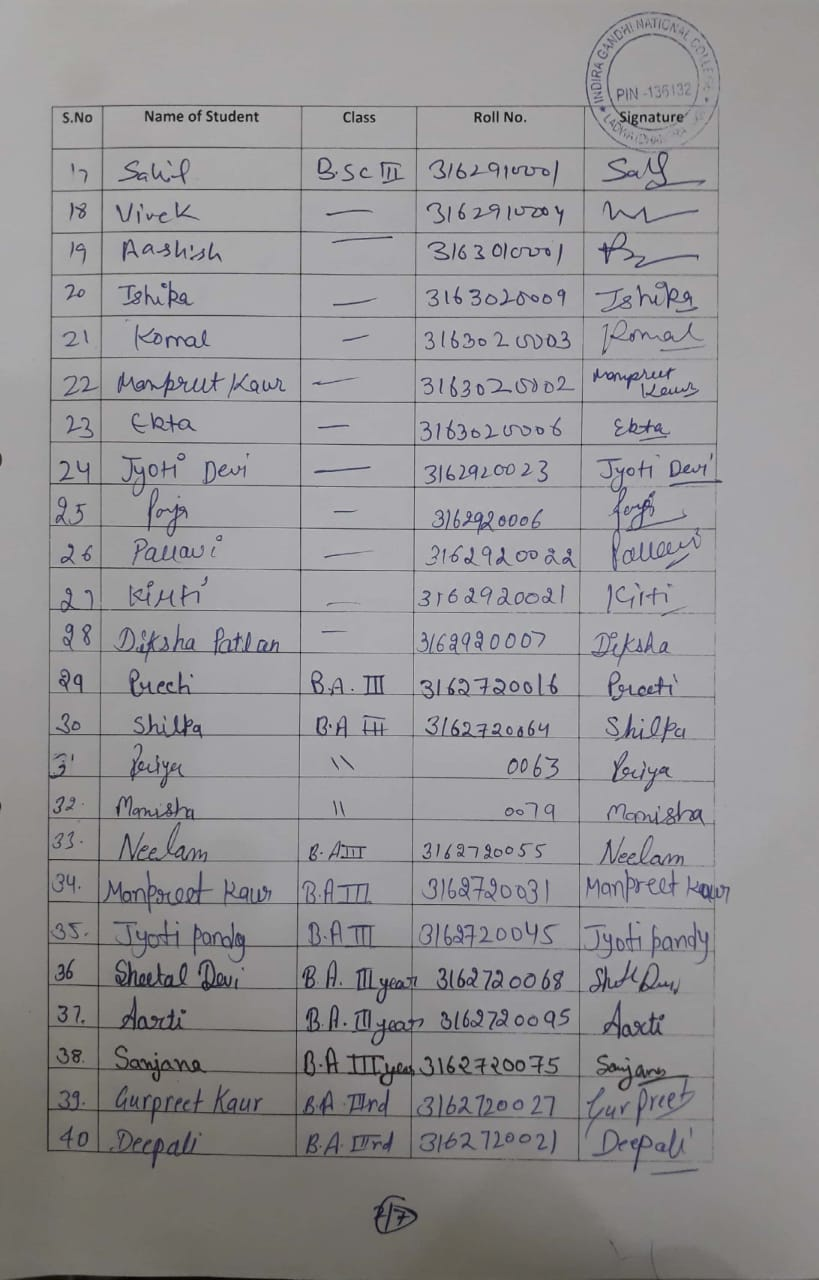 INDIRA GANDHI NATIONAL COLLEGE
PIN -136132
LADWA
S.No Name of Student Class Roll No. Signature
17 Sahil B.Sc III 3162910001
18 Vivek — 3162910004
19 Aashish — 3163010001
20 Ishika — 3163020009 Ishika
21 Komal — 3163020003 Komal
22 Manpreet Kaur — 3163020002 Manpreet Kaur
23 Ekta — 3163020006 Ekta
24 Jyoti Devi — 3162920023 Jyoti Devi
25 Pooja — 3162920006 Pooja
26 Pallavi — 3162920022 Pallavi
27 Kirti — 3162920021 Kirti
28 Diksha Patlan — 3162920007 Diksha
29 Preeti B.A. III 3162720016 Preeti
30 Shilpa B.A III 3162720064 Shilpa
31 Priya \\ 0063 Priya
32. Manisha \\ 0079 Manisha
33. Neelam B.A III 3162720055 Neelam
34. Manpreet Kaur B.A III 3162720031 Manpreet Kaur
35. Jyoti pandy B.A III 3162720045 Jyoti pandy
36 Sheetal Devi B.A. III year 3162720068
37. Aarti B.A. III year 3162720095 Aarti
38. Sanjana B.A III year 3162720075 Sanjana
39. Gurpreet Kaur B.A IIIrd 3162720027 Gurpreet
40 Deepali B.A. IIIrd 3162720021 Deepali
2/7